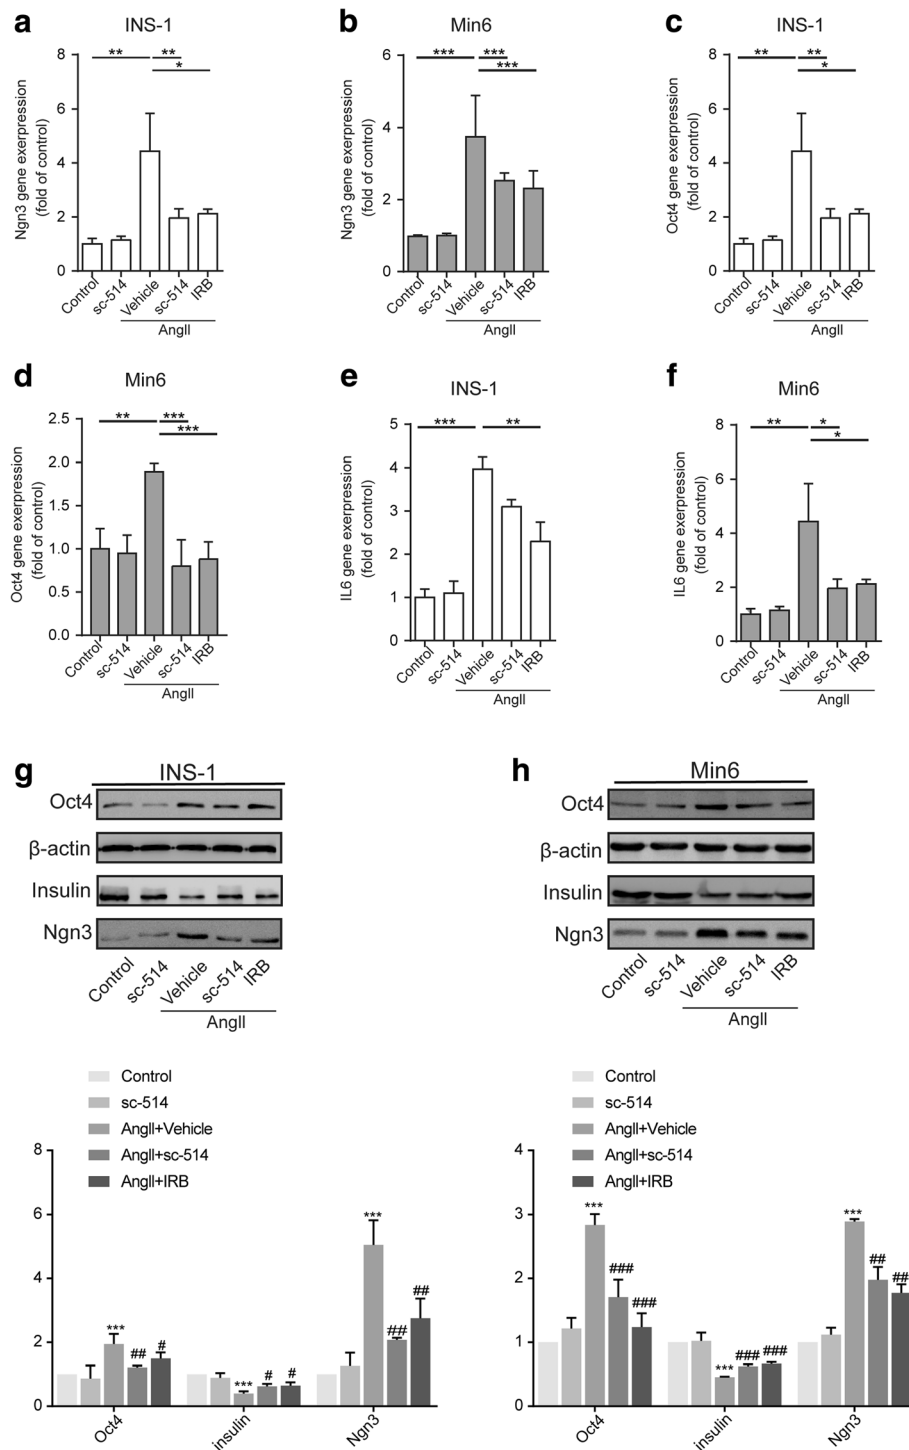 a
INS-1
Ngn3 gene exerpression
(fold of control)
8
6
4
2
0
**
**
*
Control
sc-514
Vehicle
sc-514
IRB
AngII
b
Min6
Ngn3 gene exerpression
(fold of control)
6
4
2
0
***
***
***
Control
sc-514
Vehicle
sc-514
IRB
AngII
c
INS-1
Oct4 gene exerpression
(fold of control)
8
6
4
2
0
**
**
*
Control
sc-514
Vehicle
sc-514
IRB
AngII
d
Min6
Oct4 gene exerpression
(fold of control)
2.5
2.0
1.5
1.0
0.5
0.0
**
***
***
Control
sc-514
Vehicle
sc-514
IRB
AngII
e
INS-1
IL6 gene exerpression
(fold of control)
5
4
3
2
1
0
***
**
Control
sc-514
Vehicle
sc-514
IRB
AngII
f
Min6
IL6 gene exerpression
(fold of control)
8
6
4
2
0
**
*
*
Control
sc-514
Vehicle
sc-514
IRB
AngII
g
INS-1
Oct4
β-actin
Insulin
Ngn3
Control
sc-514
Vehicle
sc-514
IRB
AngII
Control
sc-514
AngII+Vehicle
AngII+sc-514
AngII+IRB
8
6
4
2
0
***
##
#
***
#
#
***
##
##
Oct4
insulin
Ngn3
h
Min6
Oct4
β-actin
Insulin
Ngn3
Control
sc-514
Vehicle
sc-514
IRB
AngII
Control
sc-514
AngII+Vehicle
AngII+sc-514
AngII+IRB
4
3
2
1
0
***
###
###
***
###
###
***
##
##
Oct4
insulin
Ngn3